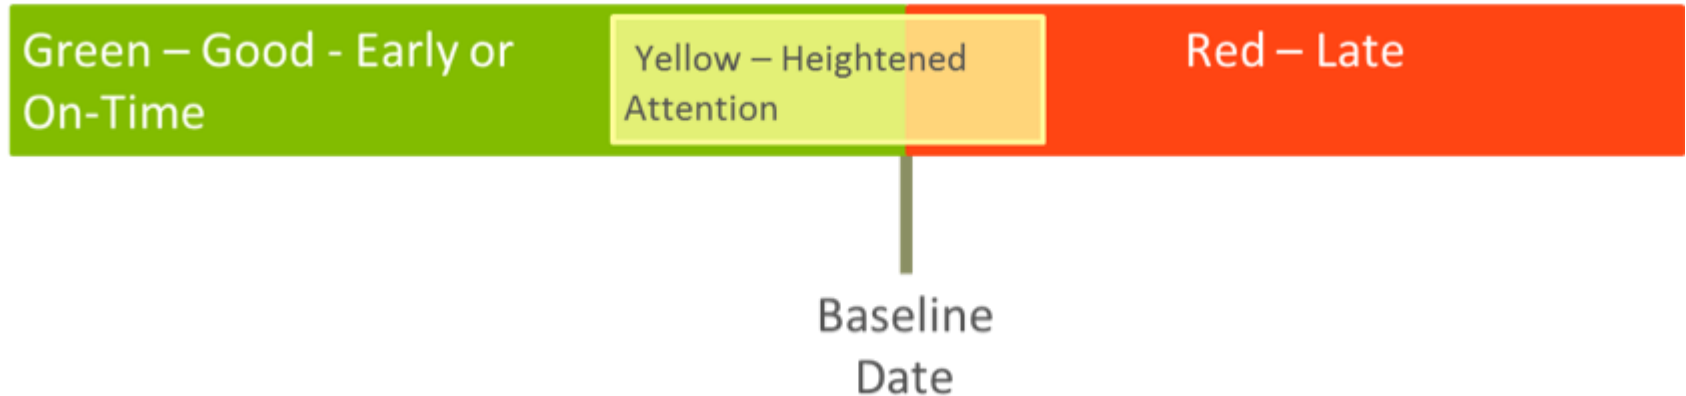 Green – Good - Early or
On-Time
Yellow – Heightened
Attention
Red – Late
Baseline
Date